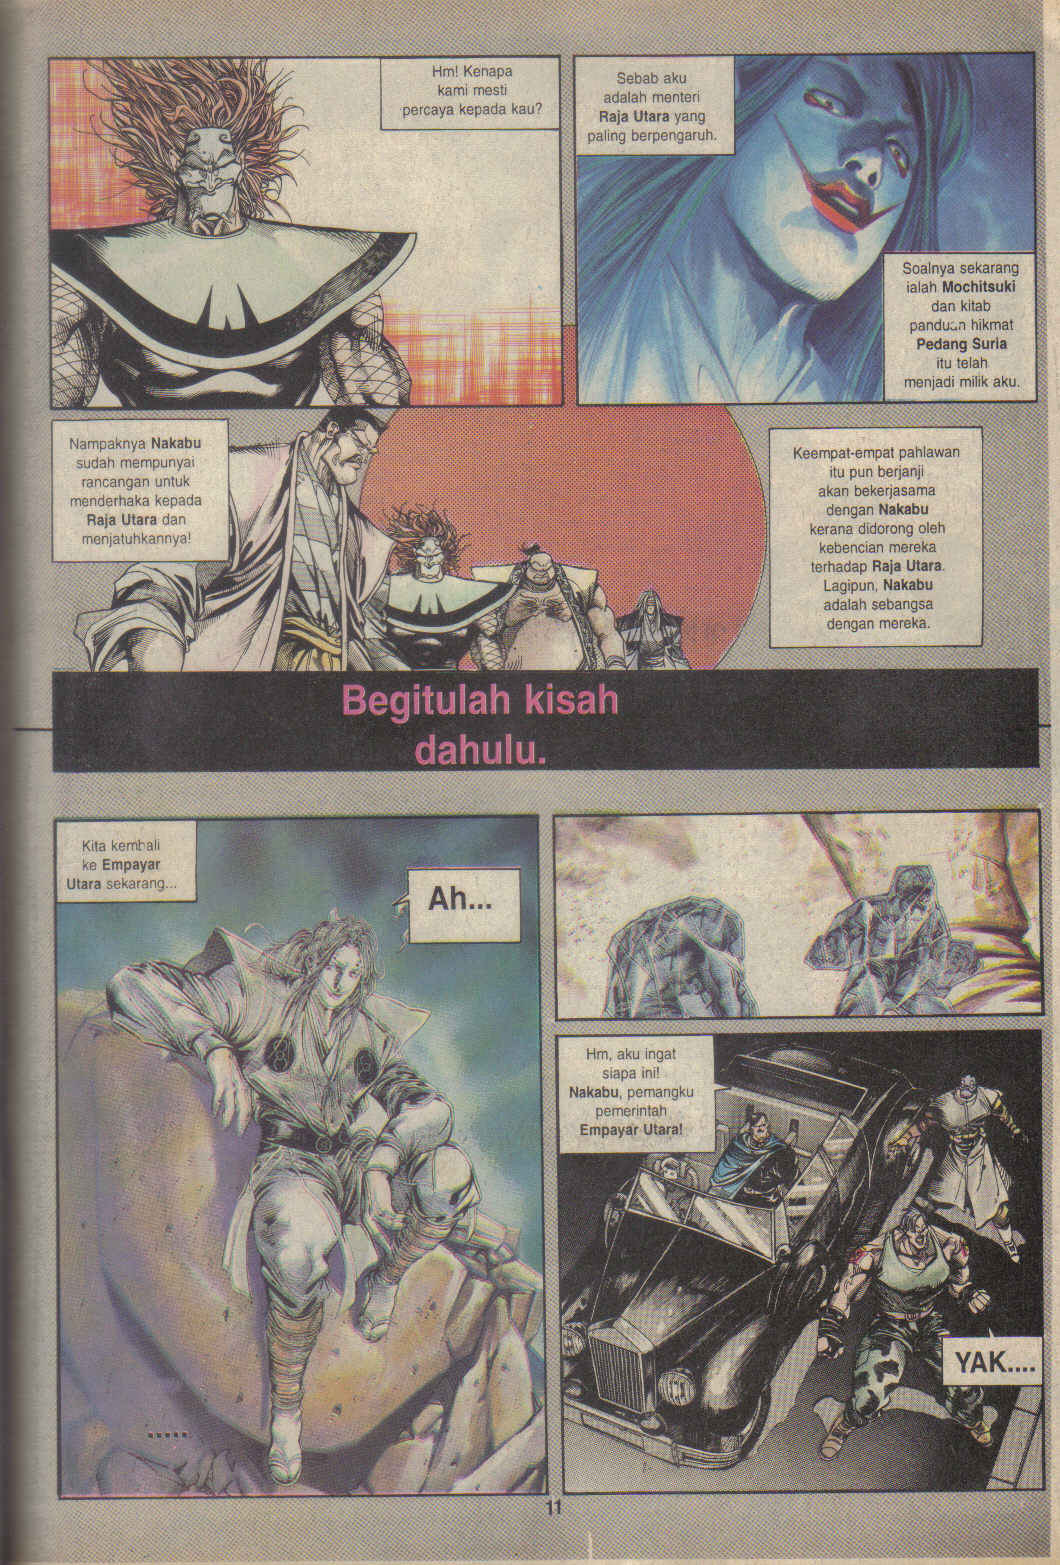 Hm! Kenapa
kami mesti
percaya kepada kau?
Sebab aku
adalah menteri
Raja Utara yang
paling berpengaruh.
Soalnya sekarang
ialah Mochitsuki
dan kitab
panduan hikmat
Pedang Suria
itu telah
menjadi milik aku.
Nampaknya Nakabu
sudah mempunyai
rancangan untuk
menderhaka kepada
Raja Utara dan
menjatuhkannya!
Keempat-empat pahlawan
itu pun berjanji
akan bekerjasama
dengan Nakabu
kerana didorong oleh
kebencian mereka
terhadap Raja Utara.
Lagipun, Nakabu
adalah sebangsa
dengan mereka.
Begitulah kisah
dahulu.
Kita kembali
ke Empayar
Utara sekarang...
Ah...
.....
Hm, aku ingat
siapa ini!
Nakabu, pemangku
pemerintah
Empayar Utara!
YAK....
11